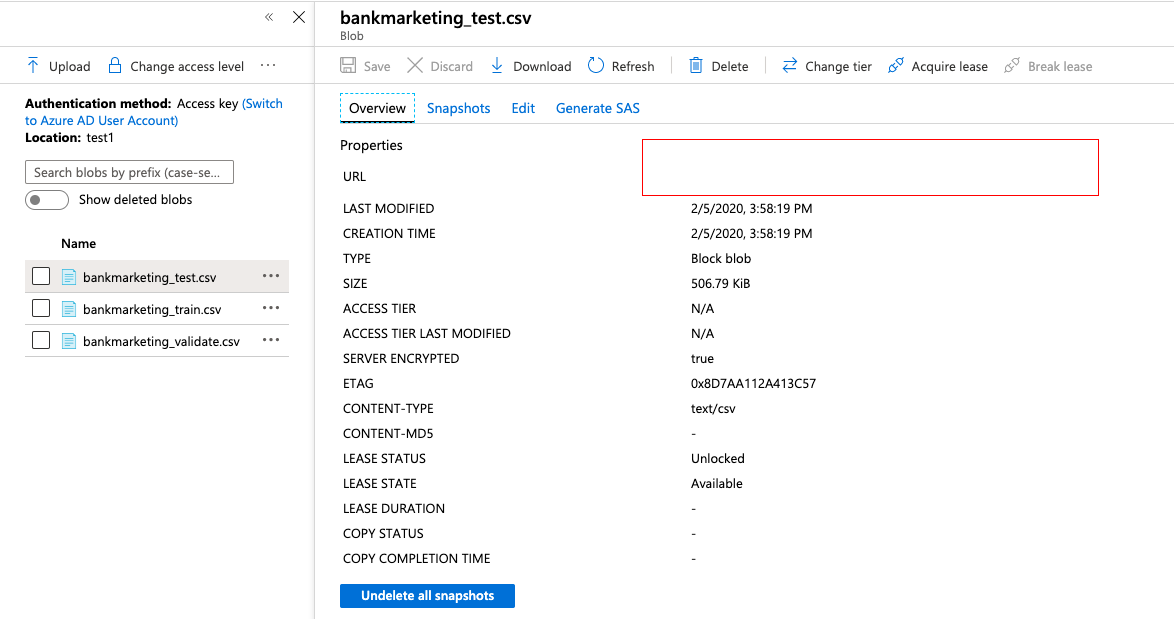 «
bankmarketing_test.csv
Blob
Upload Change access level ...
Save Discard Download Refresh Delete Change tier Acquire lease Break lease
Authentication method: Access key (Switch
to Azure AD User Account)
Location: test1
Search blobs by prefix (case-se...
Show deleted blobs
Name
bankmarketing_test.csv ...
bankmarketing_train.csv ...
bankmarketing_validate.csv ...
Overview Snapshots Edit Generate SAS
Properties
URL
LAST MODIFIED 2/5/2020, 3:58:19 PM
CREATION TIME 2/5/2020, 3:58:19 PM
TYPE Block blob
SIZE 506.79 KiB
ACCESS TIER N/A
ACCESS TIER LAST MODIFIED N/A
SERVER ENCRYPTED true
ETAG 0x8D7AA112A413C57
CONTENT-TYPE text/csv
CONTENT-MD5 -
LEASE STATUS Unlocked
LEASE STATE Available
LEASE DURATION -
COPY STATUS -
COPY COMPLETION TIME -
Undelete all snapshots